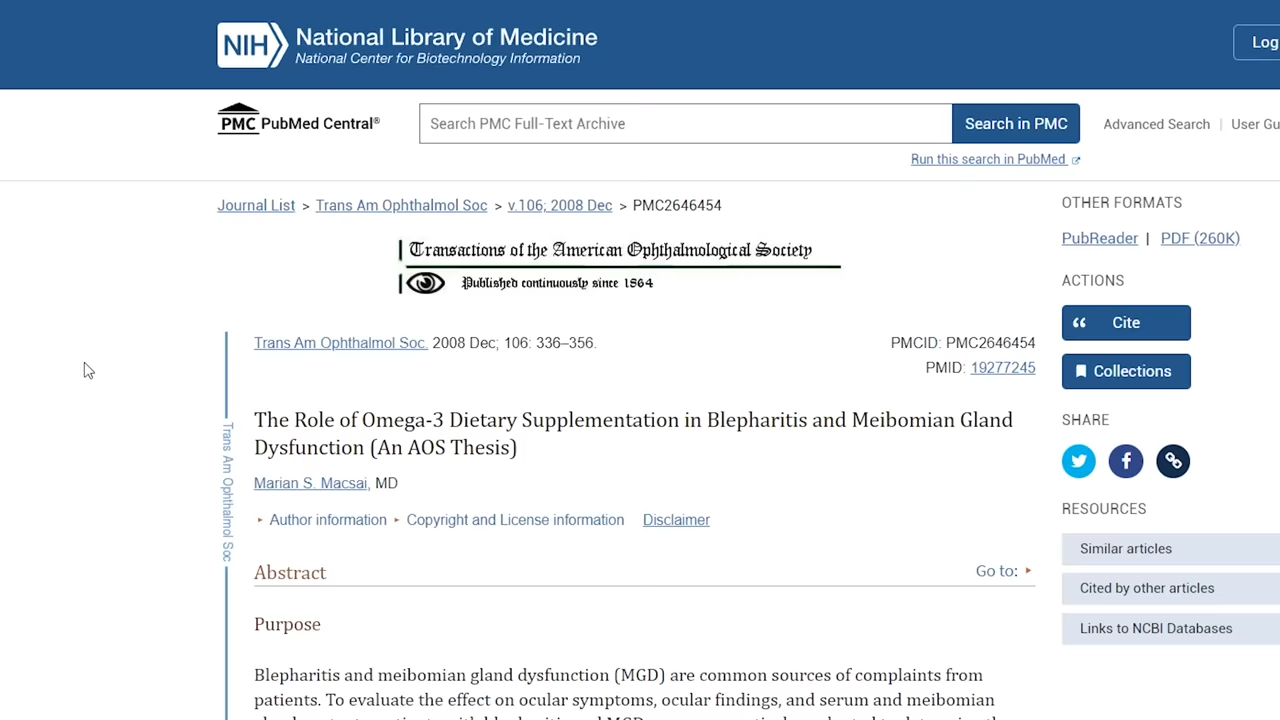 NIH National Library of Medicine
National Center for Biotechnology Information
Log
PMC PubMed Central®
Search PMC Full-Text Archive
Search in PMC
Advanced Search | User Gu
Run this search in PubMed
Journal List > Trans Am Ophthalmol Soc > v.106; 2008 Dec > PMC2646454
Transactions of the American Ophthalmological Society
Published continuously since 1864
Trans Am Ophthalmol Soc. 2008 Dec; 106: 336–356.
PMCID: PMC2646454
PMID: 19277245
The Role of Omega-3 Dietary Supplementation in Blepharitis and Meibomian Gland
Dysfunction (An AOS Thesis)
Marian S. Macsai, MD
Author information
Copyright and License information
Disclaimer
Trans Am Ophthalmol Soc
Abstract
Go to:
Purpose
Blepharitis and meibomian gland dysfunction (MGD) are common sources of complaints from
patients. To evaluate the effect on ocular symptoms, ocular findings, and serum and meibomian
OTHER FORMATS
PubReader | PDF (260K)
ACTIONS
Cite
Collections
SHARE
RESOURCES
Similar articles
Cited by other articles
Links to NCBI Databases